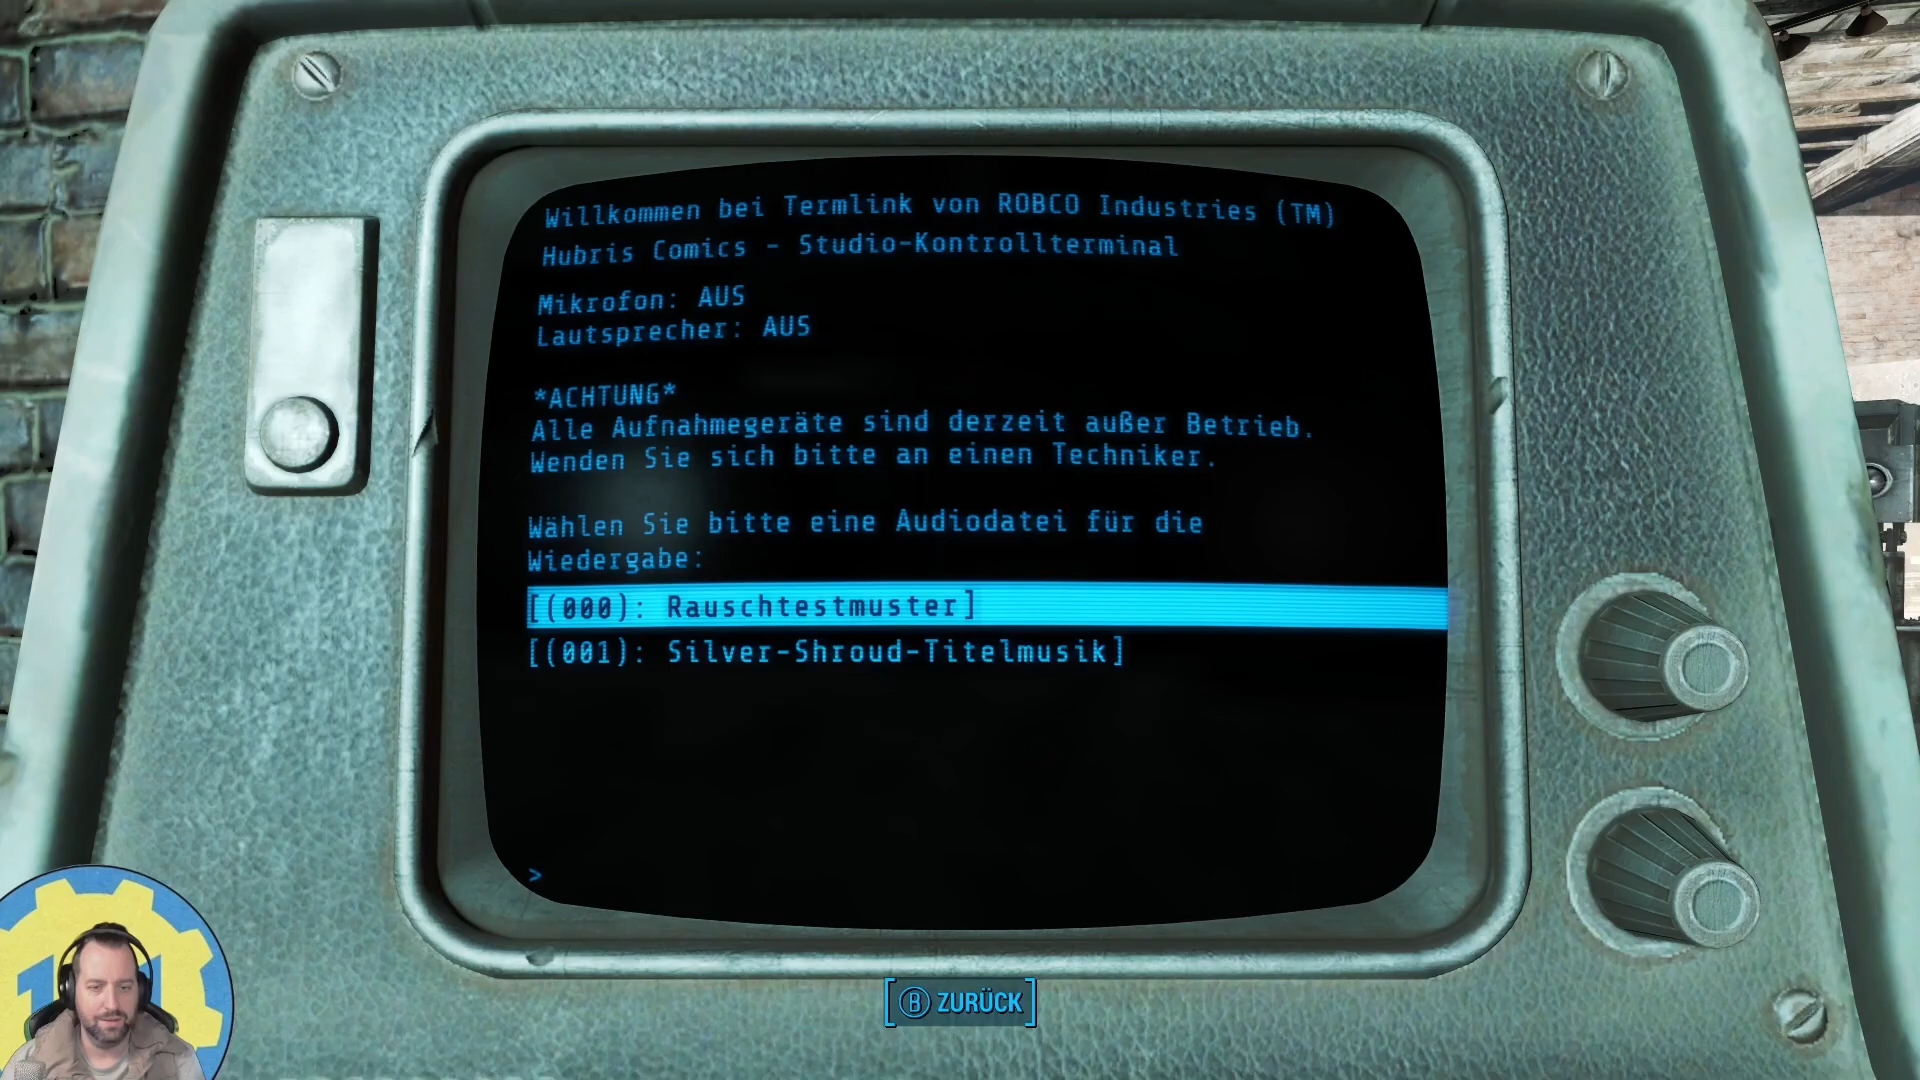 Willkommen bei Termlink von ROBCO Industries (TM)
Hubris Comics - Studio-Kontrollterminal
Mikrofon: AUS
Lautsprecher: AUS
*ACHTUNG*
Alle Aufnahmegeräte sind derzeit außer Betrieb.
Wenden Sie sich bitte an einen Techniker.
Wählen Sie bitte eine Audiodatei für die
Wiedergabe:
[(000): Rauschtestmuster]
[(001): Silver-Shroud-Titelmusik]
>
[Ⓑ ZURÜCK]